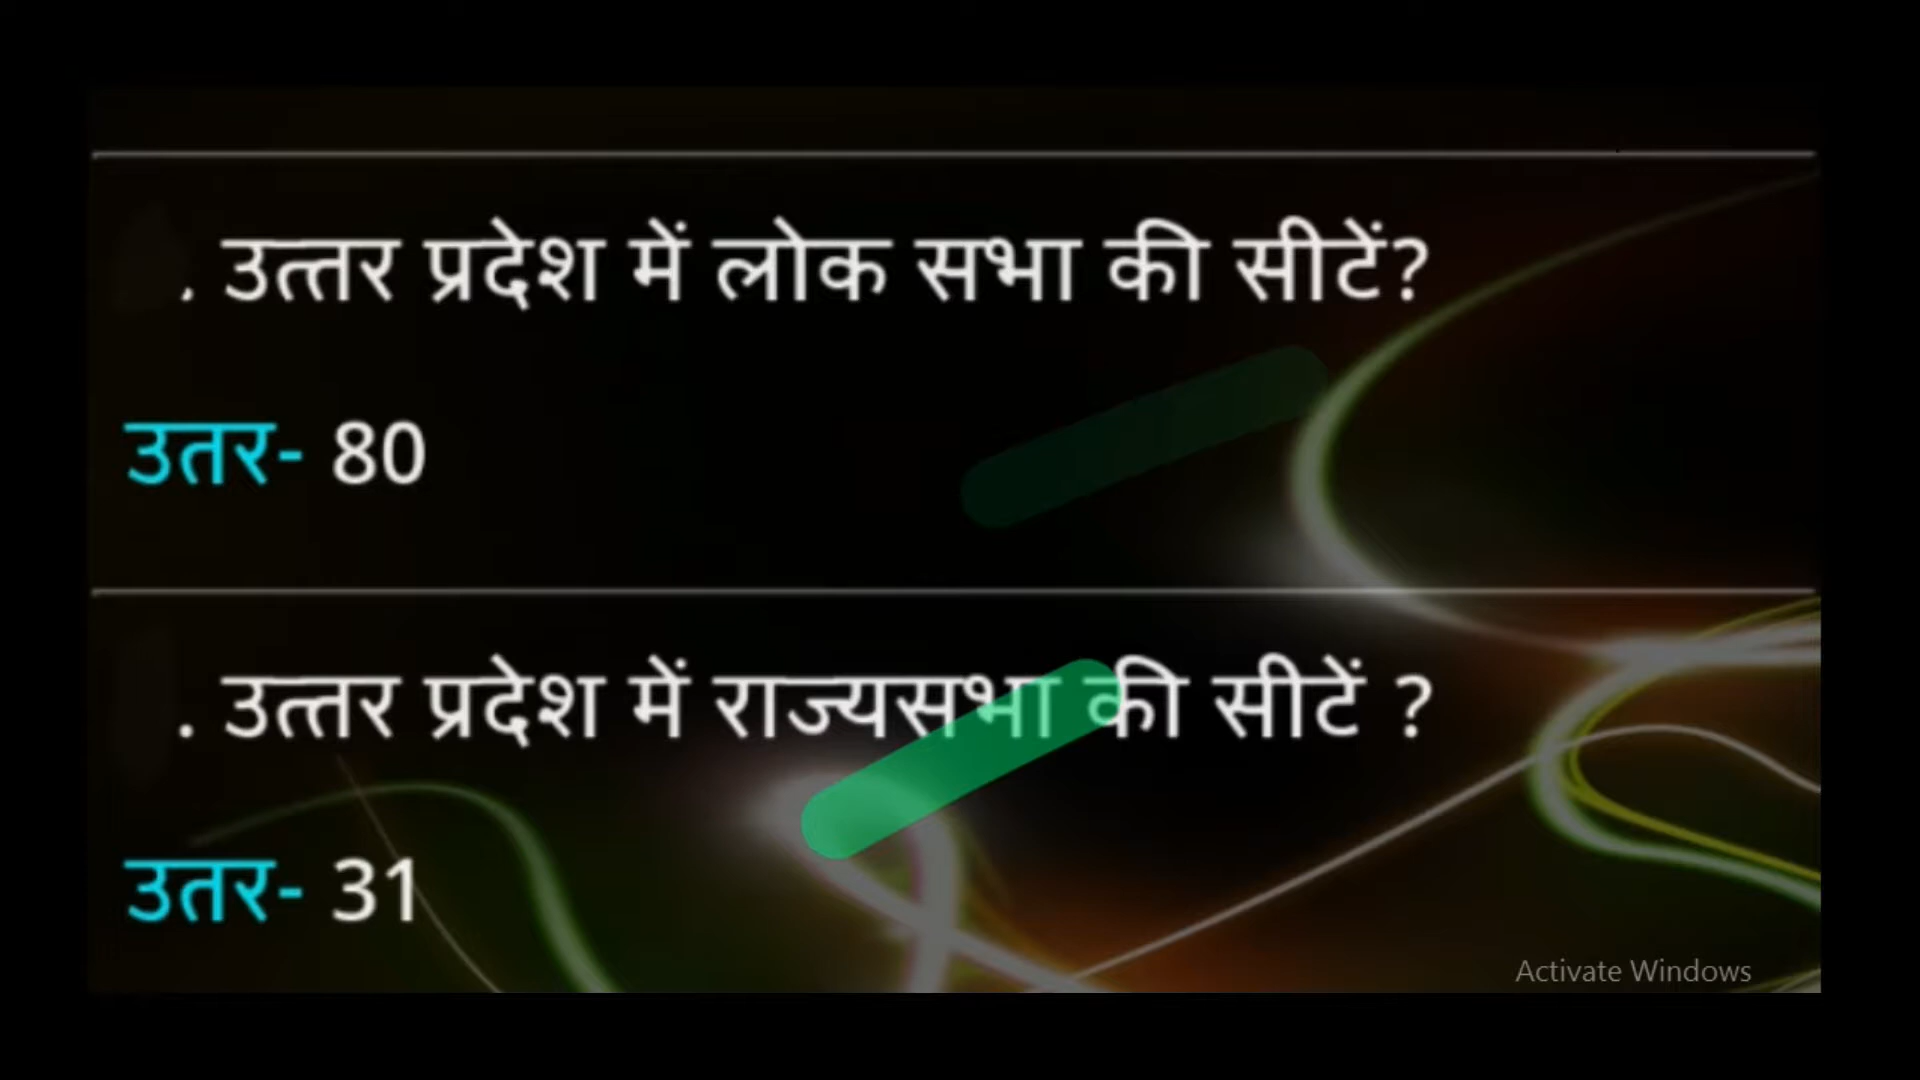 . उत्तर प्रदेश में लोक सभा की सीटें?
उतर- 80
. उत्तर प्रदेश में राज्यसभा की सीटें ?
उतर- 31
Activate Windows